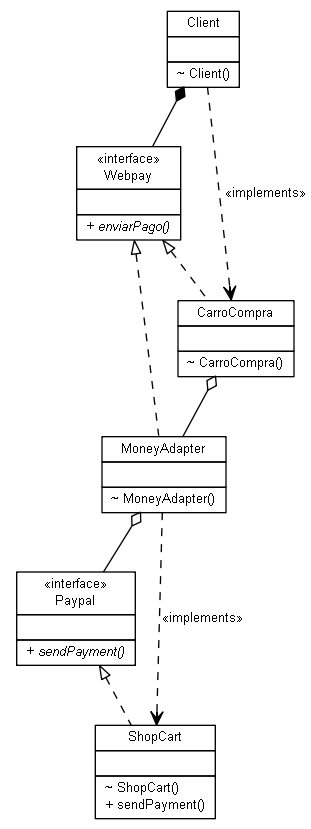 Client
~ Client()
«interface»
Webpay
+ enviarPago()
«implements»
CarroCompra
~ CarroCompra()
MoneyAdapter
~ MoneyAdapter()
«interface»
Paypal
+ sendPayment()
«implements»
ShopCart
~ ShopCart()
+ sendPayment()